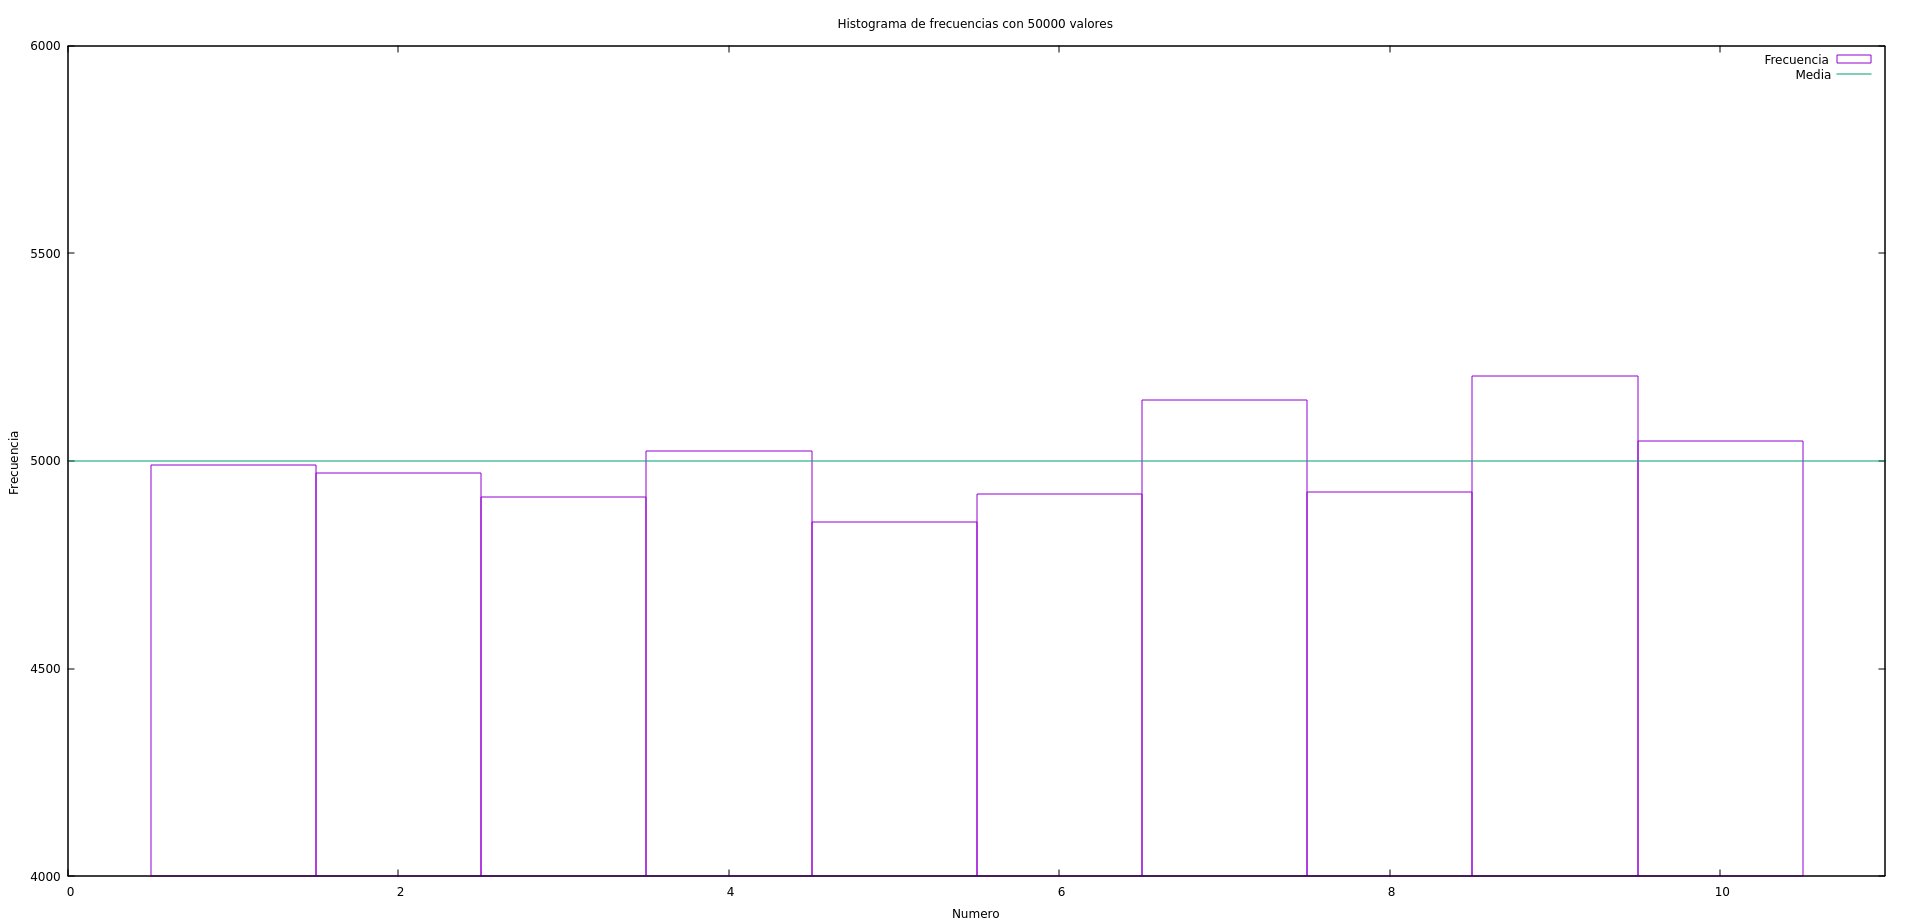 Histograma de frecuencias con 50000 valores
6000
5500
5000
4500
4000
Frecuencia
Frecuencia
Media
0 2 4 6 8 10
Numero